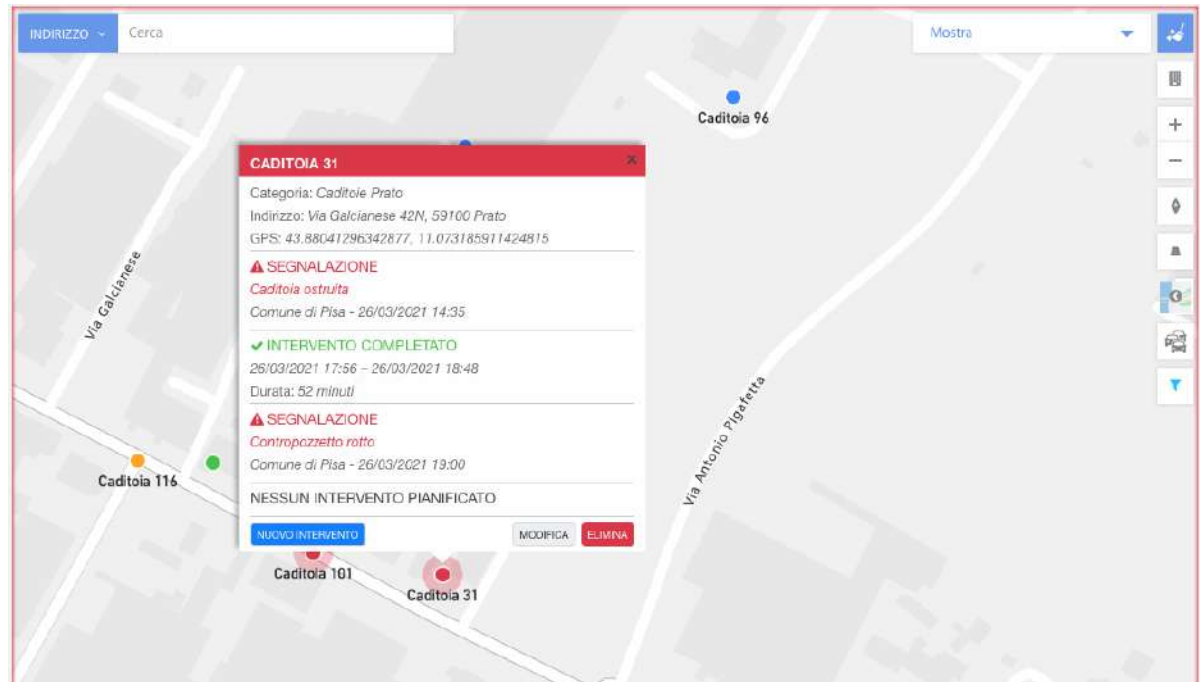 INDIRIZZO
Cerca
Mostra
Caditoia 96
CADITOIA 31
×
Categoria: Caditoie Prato
Indirizzo: Via Galcianese 42N, 59100 Prato
GPS: 43.88041296342877, 11.073185911424815
SEGNALAZIONE
Caditoia ostruita
Comune di Pisa - 26/03/2021 14:35
INTERVENTO COMPLETATO
26/03/2021 17:56 – 26/03/2021 18:48
Durata: 52 minuti
SEGNALAZIONE
Contropozzetto rotto
Comune di Pisa - 26/03/2021 19:00
NESSUN INTERVENTO PIANIFICATO
NUOVO INTERVENTO
MODIFICA
ELIMINA
Via Galcianese
Via Antonio Pigafetta
Caditoia 116
Caditoia 101
Caditoia 31